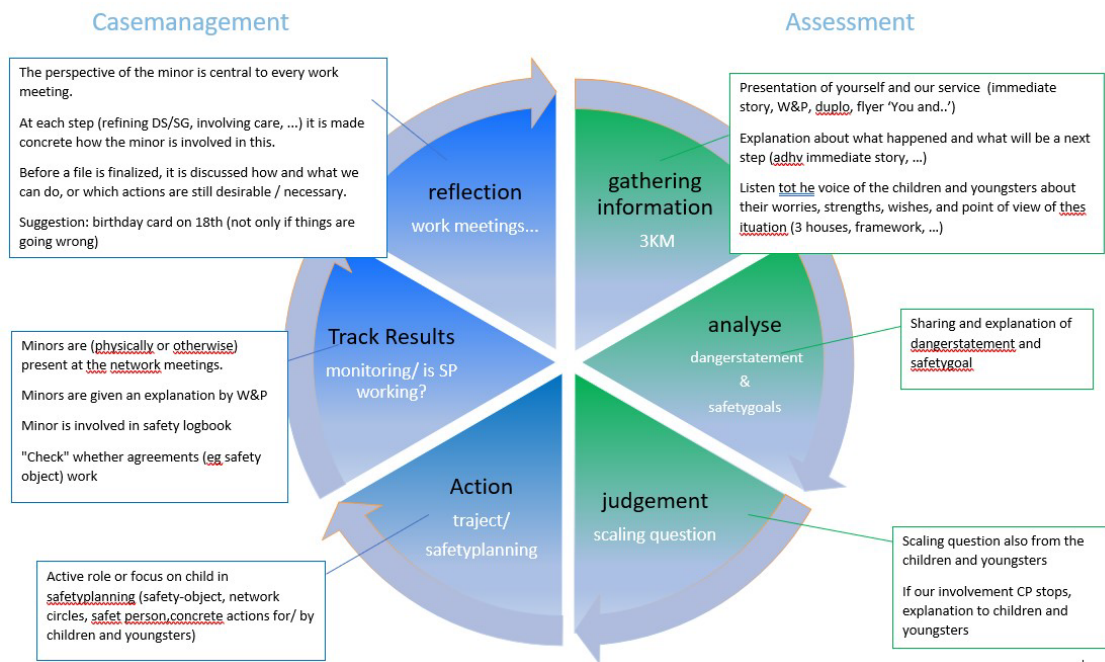 Casemanagement
Assessment
The perspective of the minor is central to every work
meeting.
At each step (refining DS/SG, involving care, ...) it is made
concrete how the minor is involved in this.
Before a file is finalized, it is discussed how and what we
can do, or which actions are still desirable / necessary.
Suggestion: birthday card on 18th (not only if things are
going wrong)
Presentation of yourself and our service (immediate
story, W&P, duplo, flyer ‘You and..’)
Explanation about what happened and what will be a next
step (adhv immediate story, ...)
Listen tot he voice of the children and youngsters about
their worries, strengths, wishes, and point of view of thes
ituation (3 houses, framework, ...)
reflection
work meetings...
gathering
information
3KM
Track Results
monitoring/ is SP
working?
analyse
dangerstatement
&
safetygoals
Minors are (physically or otherwise)
present at the network meetings.
Minors are given an explanation by W&P
Minor is involved in safety logbook
"Check" whether agreements (eg safety
object) work
Sharing and explanation of
dangerstatement and
safetygoal
Action
traject/
safetyplanning
judgement
scaling question
Active role or focus on child in
safetyplanning (safety-object, network
circles, safet person,concrete actions for/ by
children and youngsters)
Scaling question also from the
children and youngsters
If our involvement CP stops,
explanation to children and
youngsters